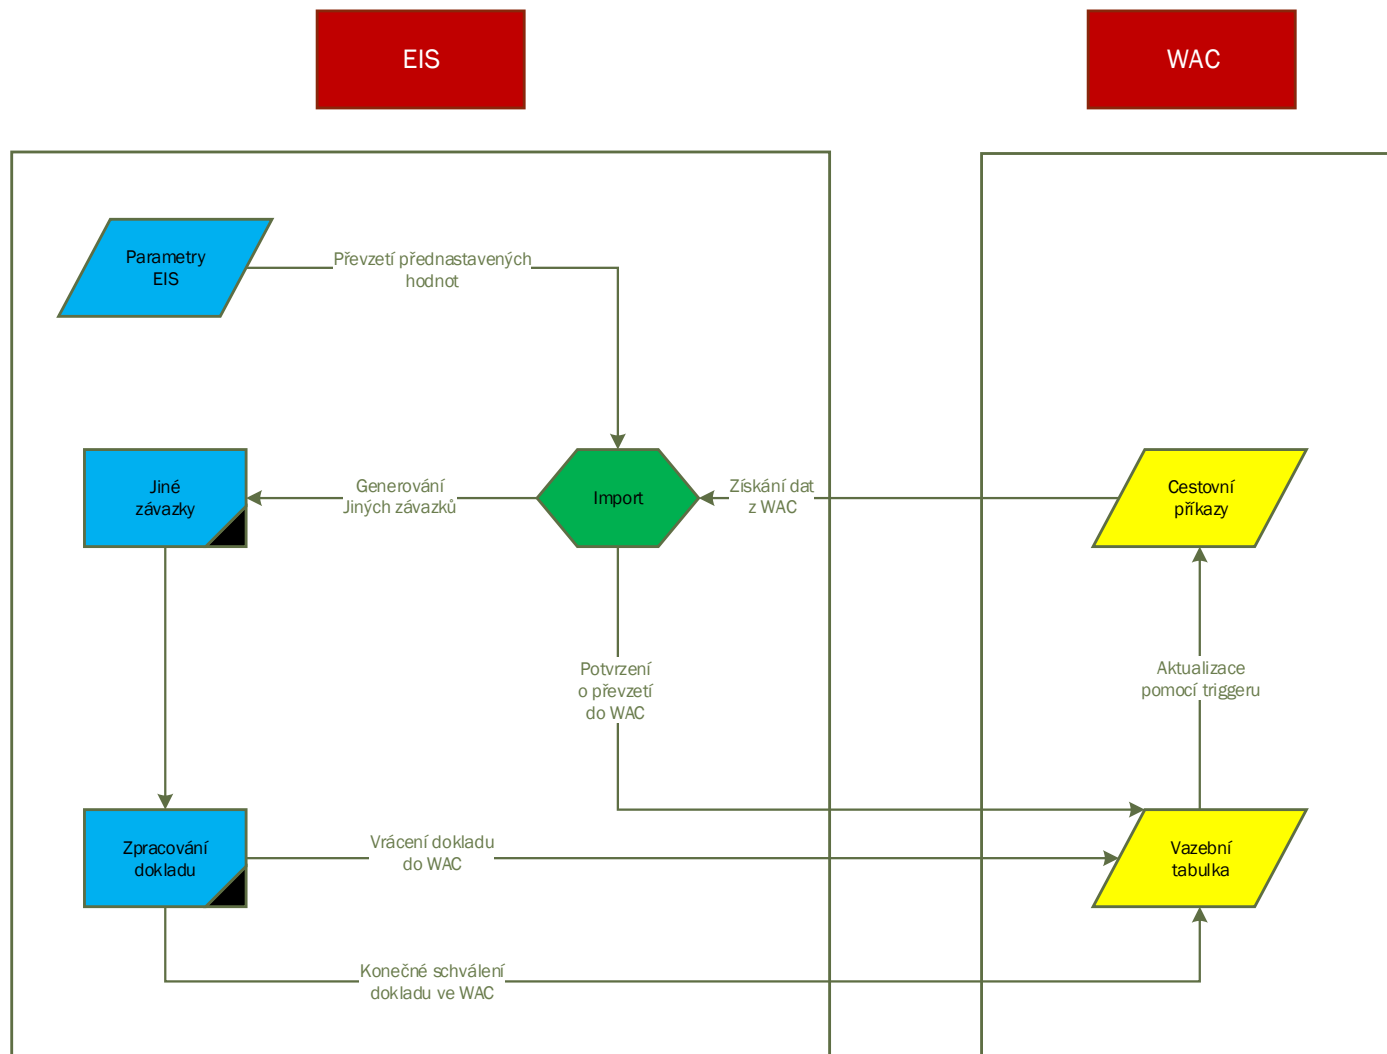 EIS
WAC
Parametry
EIS
Převzetí přednastavených
hodnot
Jiné
závazky
Generování
Jiných závazků
Import
Získání dat
z WAC
Cestovní
příkazy
Potvrzení
o převzetí
do WAC
Aktualizace
pomocí triggeru
Zpracování
dokladu
Vrácení dokladu
do WAC
Vazební
tabulka
Konečné schválení
dokladu ve WAC